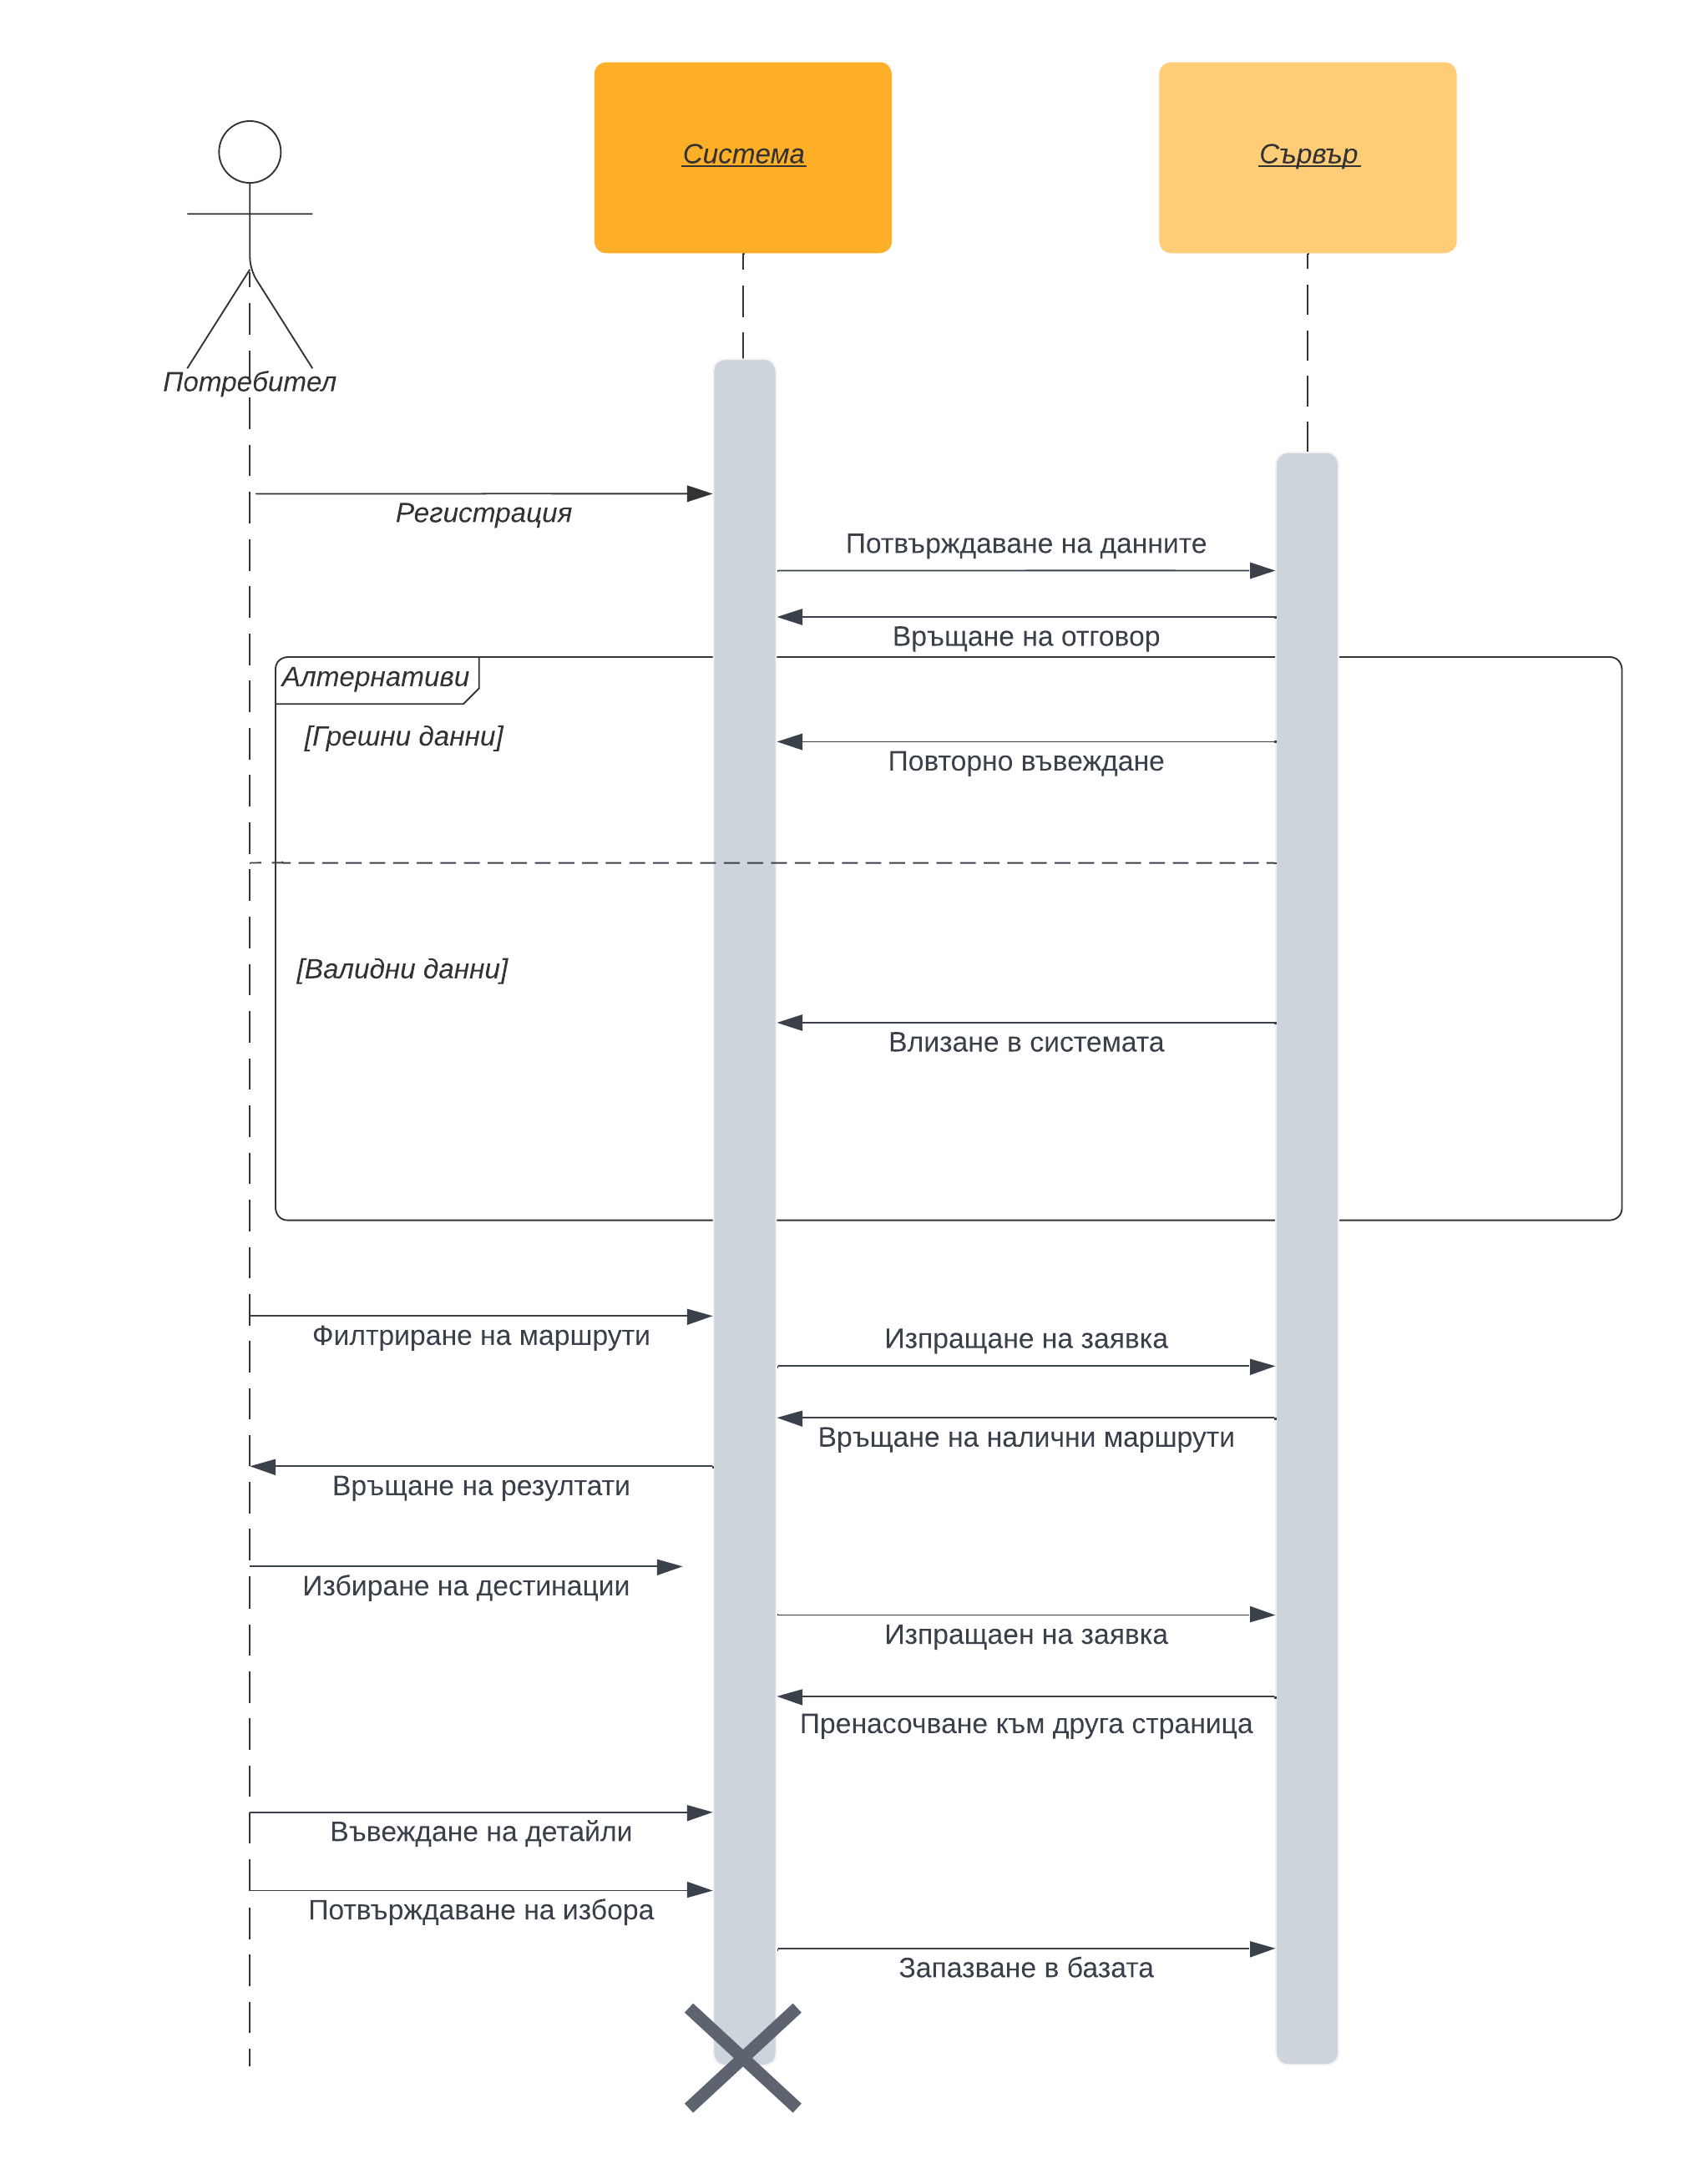 Система
Сървър
Потребител
Регистрация
Потвърждаване на данните
Връщане на отговор
Алтернативи
[Грешни данни]
Повторно въвеждане
[Валидни данни]
Влизане в системата
Филтриране на маршрути
Изпращане на заявка
Връщане на налични маршрути
Връщане на резултати
Избиране на дестинации
Изпращаен на заявка
Пренасочване към друга страница
Въвеждане на детайли
Потвърждаване на избора
Запазване в базата